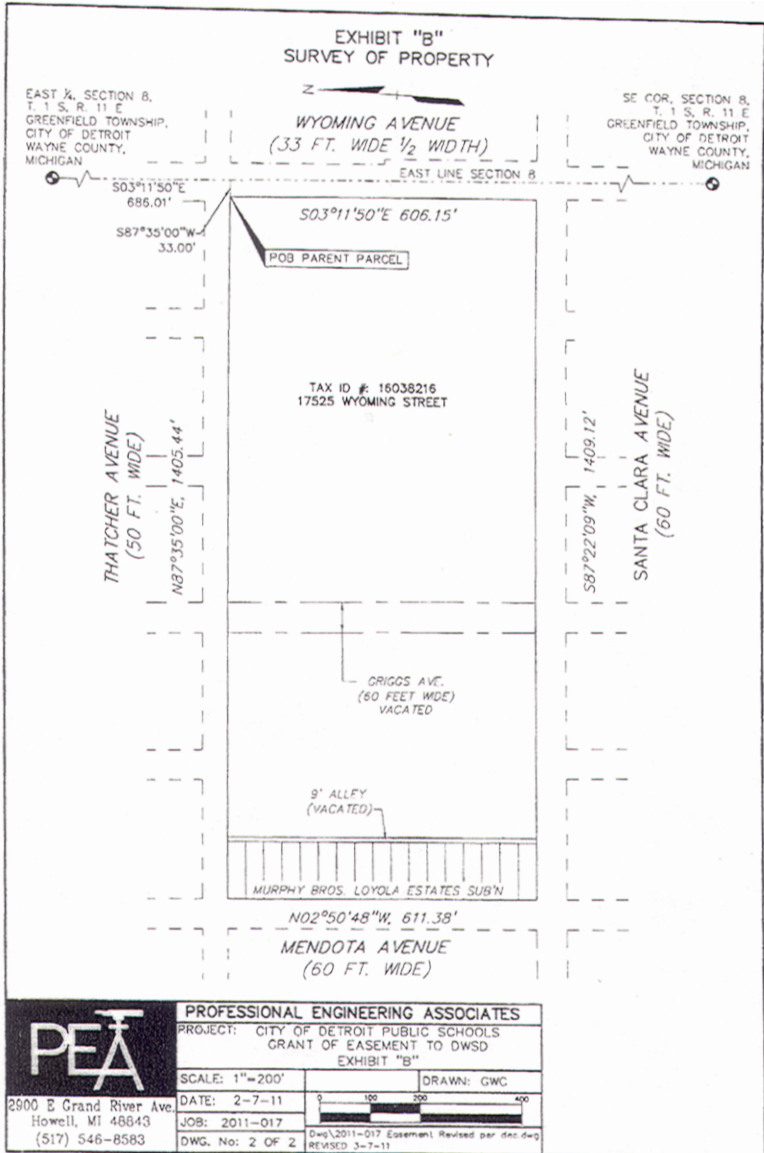 EXHIBIT "B"
SURVEY OF PROPERTY
EAST ¼, SECTION 8,
T. 1 S, R. 11 E
GREENFIELD TOWNSHIP,
CITY OF DETROIT
WAYNE COUNTY,
MICHIGAN
N
WYOMING AVENUE
(33 FT. WIDE ½ WIDTH)
SE COR, SECTION 8,
T. 1 S, R. 11 E
GREENFIELD TOWNSHIP,
CITY OF DETROIT
WAYNE COUNTY,
MICHIGAN
EAST LINE SECTION 8
S03°11'50"E
686.01'
S87°35'00"W
33.00'
S03°11'50"E 606.15'
POB PARENT PARCEL
TAX ID #: 16038216
17525 WYOMING STREET
THATCHER AVENUE
(50 FT. WIDE)
N87°35'00"E, 1405.44'
S87°22'09"W, 1409.12'
SANTA CLARA AVENUE
(60 FT. WIDE)
GRIGGS AVE.
(60 FEET WIDE)
VACATED
9' ALLEY
(VACATED)
MURPHY BROS. LOYOLA ESTATES SUB'N
N02°50'48"W, 611.38'
MENDOTA AVENUE
(60 FT. WIDE)
PEA
2900 E Grand River Ave.
Howell, MI 48843
(517) 546-8583
PROFESSIONAL ENGINEERING ASSOCIATES
PROJECT: CITY OF DETROIT PUBLIC SCHOOLS
GRANT OF EASEMENT TO DWSD
EXHIBIT "B"
SCALE: 1"=200'
DRAWN: GWC
DATE: 2-7-11
0 100 200 400
JOB: 2011-017
DWG. No: 2 OF 2
Dwg\2011-017 Easement Revised per dec.dwg
REVISED 3-7-11